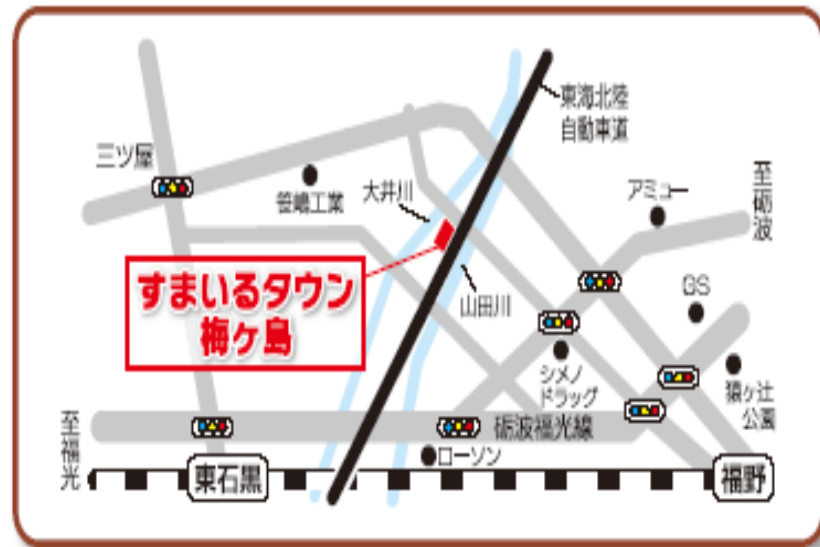 東海北陸
自動車道
三ツ屋
笹嶋工業
大井川
アミュー
至砺波
すまいるタウン
梅ヶ島
山田川
GS
シメノ
ドラッグ
猿ヶ辻
公園
至福光
砺波福光線
ローソン
東石黒
福野